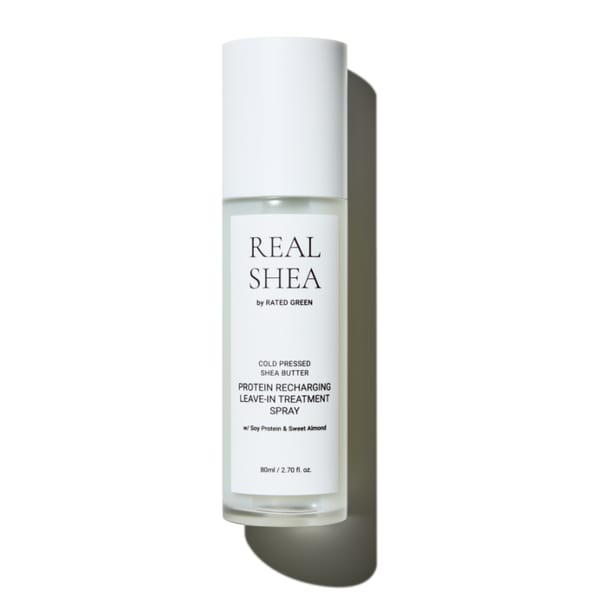 REAL
SHEA
by RATED GREEN
COLD PRESSED
SHEA BUTTER
PROTEIN RECHARGING
LEAVE-IN TREATMENT
SPRAY
w/ Soy Protein & Sweet Almond
80ml / 2.70 fl. oz.